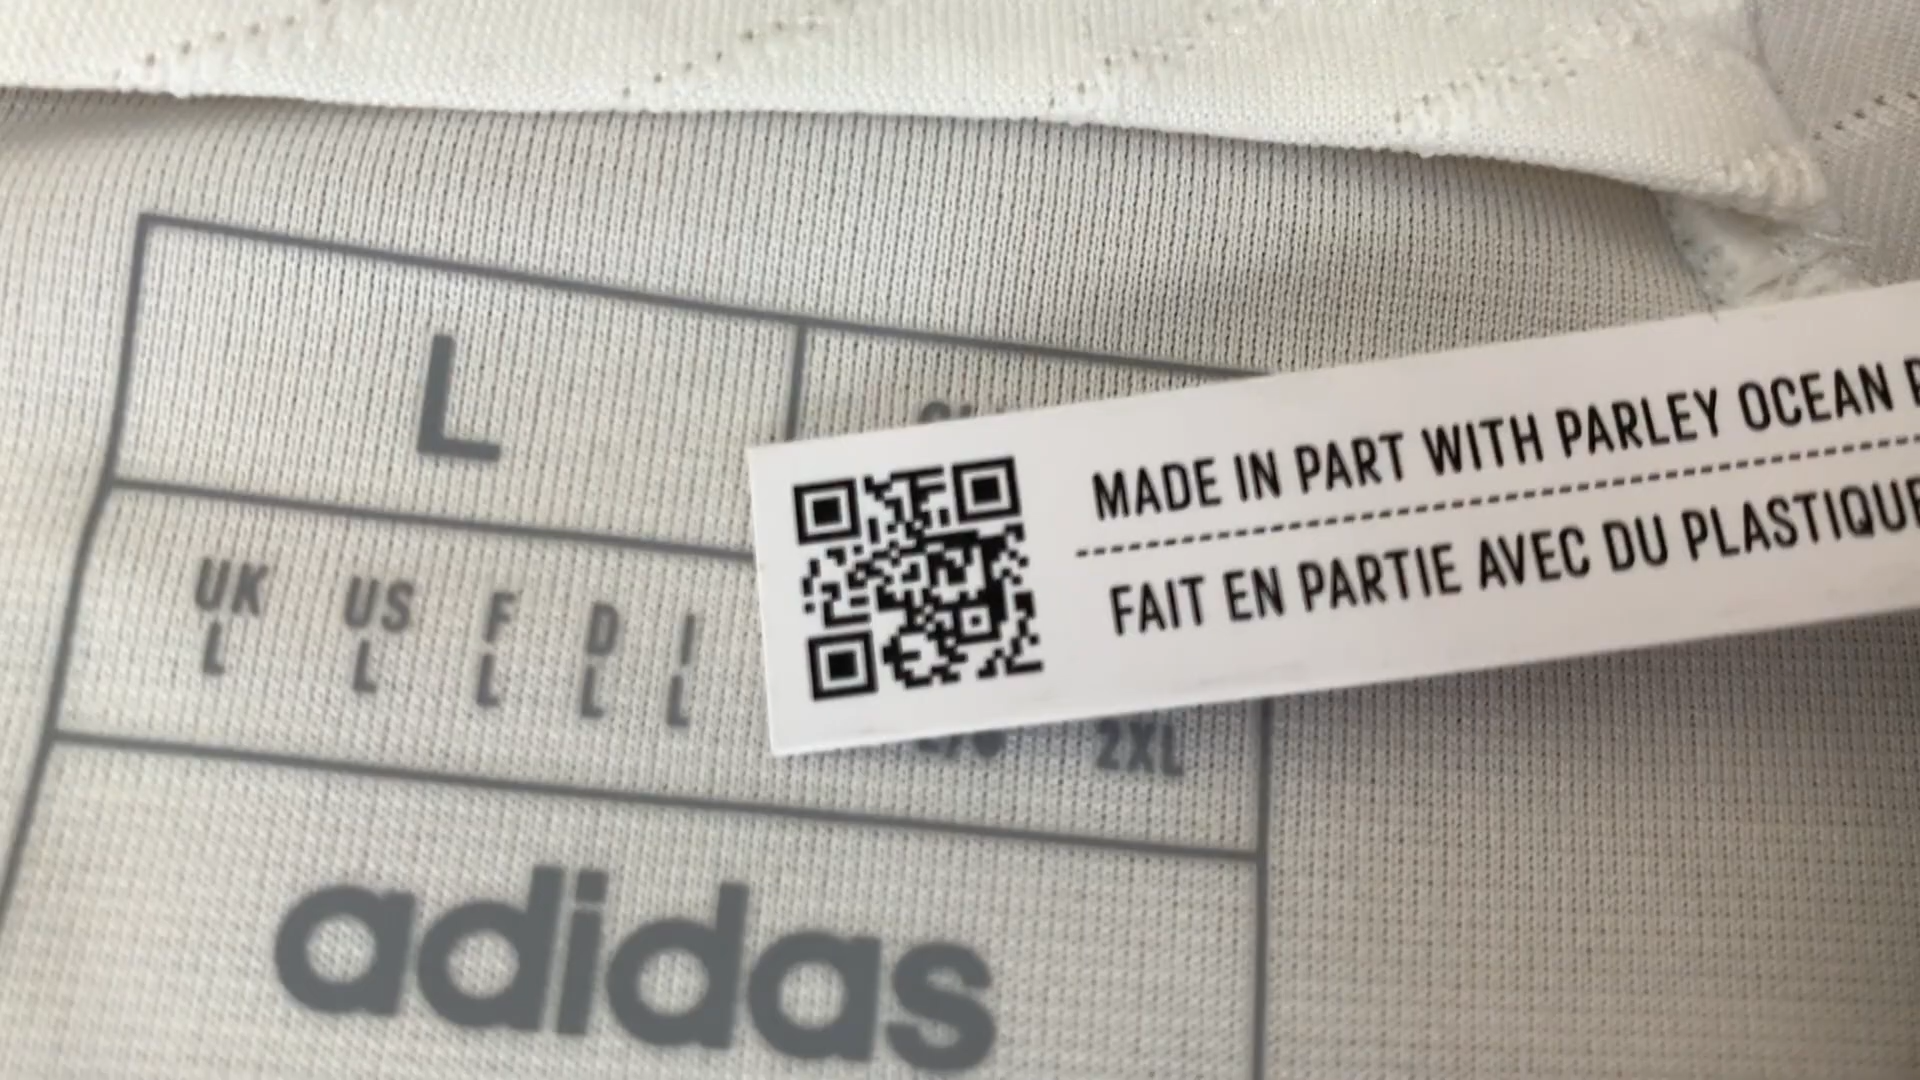 L
MADE IN PART WITH PARLEY OCEAN
FAIT EN PARTIE AVEC DU PLASTIQUE
UK US F D I
L L L L L
2XL
adidas